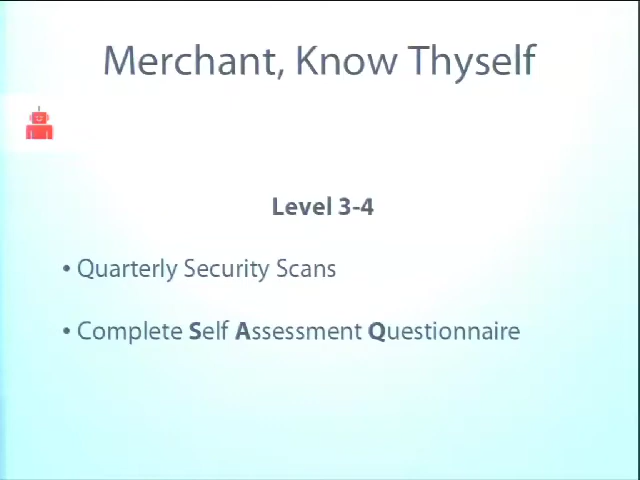 Merchant, Know Thyself
Level 3-4
• Quarterly Security Scans
• Complete Self Assessment Questionnaire